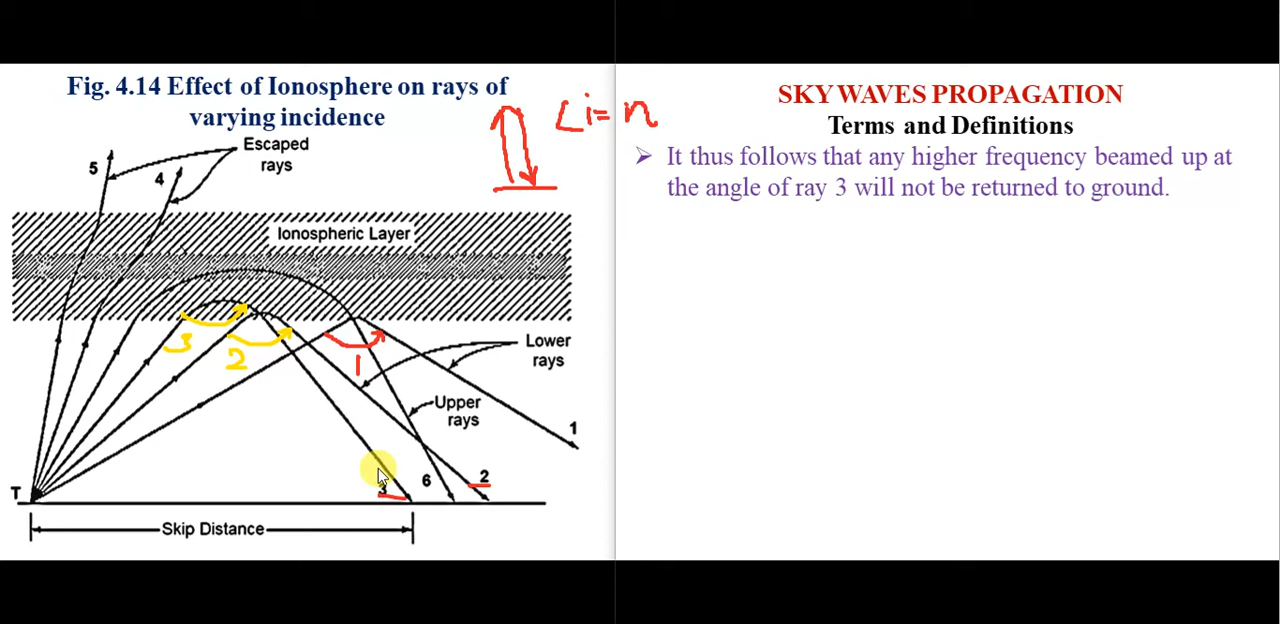 Fig. 4.14 Effect of Ionosphere on rays of
varying incidence
∠i= n
Escaped
rays
5
4
Ionospheric Layer
3
2
1
Lower
rays
Upper
rays
1
T
3
6
2
Skip Distance
SKY WAVES PROPAGATION
Terms and Definitions
➢ It thus follows that any higher frequency beamed up at
the angle of ray 3 will not be returned to ground.